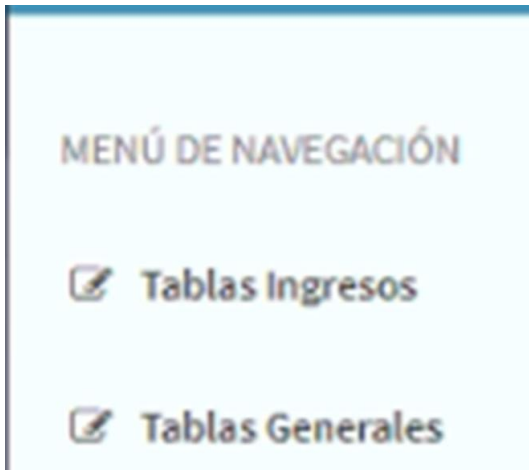 MENÚ DE NAVEGACIÓN
Tablas Ingresos
Tablas Generales